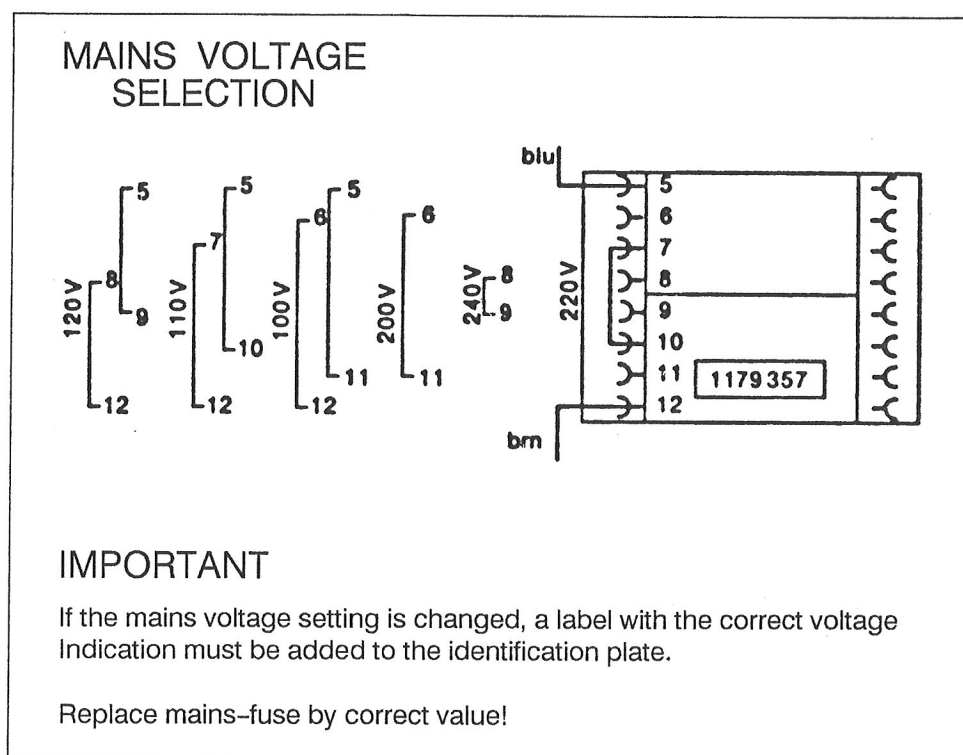 MAINS VOLTAGE
SELECTION
120V
5
8
9
12
110V
5
7
10
12
100V
5
6
11
12
200V
6
11
240V
8
9
220V
blu
brn
5
6
7
8
9
10
11
12
1179357
IMPORTANT
If the mains voltage setting is changed, a label with the correct voltage
Indication must be added to the identification plate.
Replace mains-fuse by correct value!